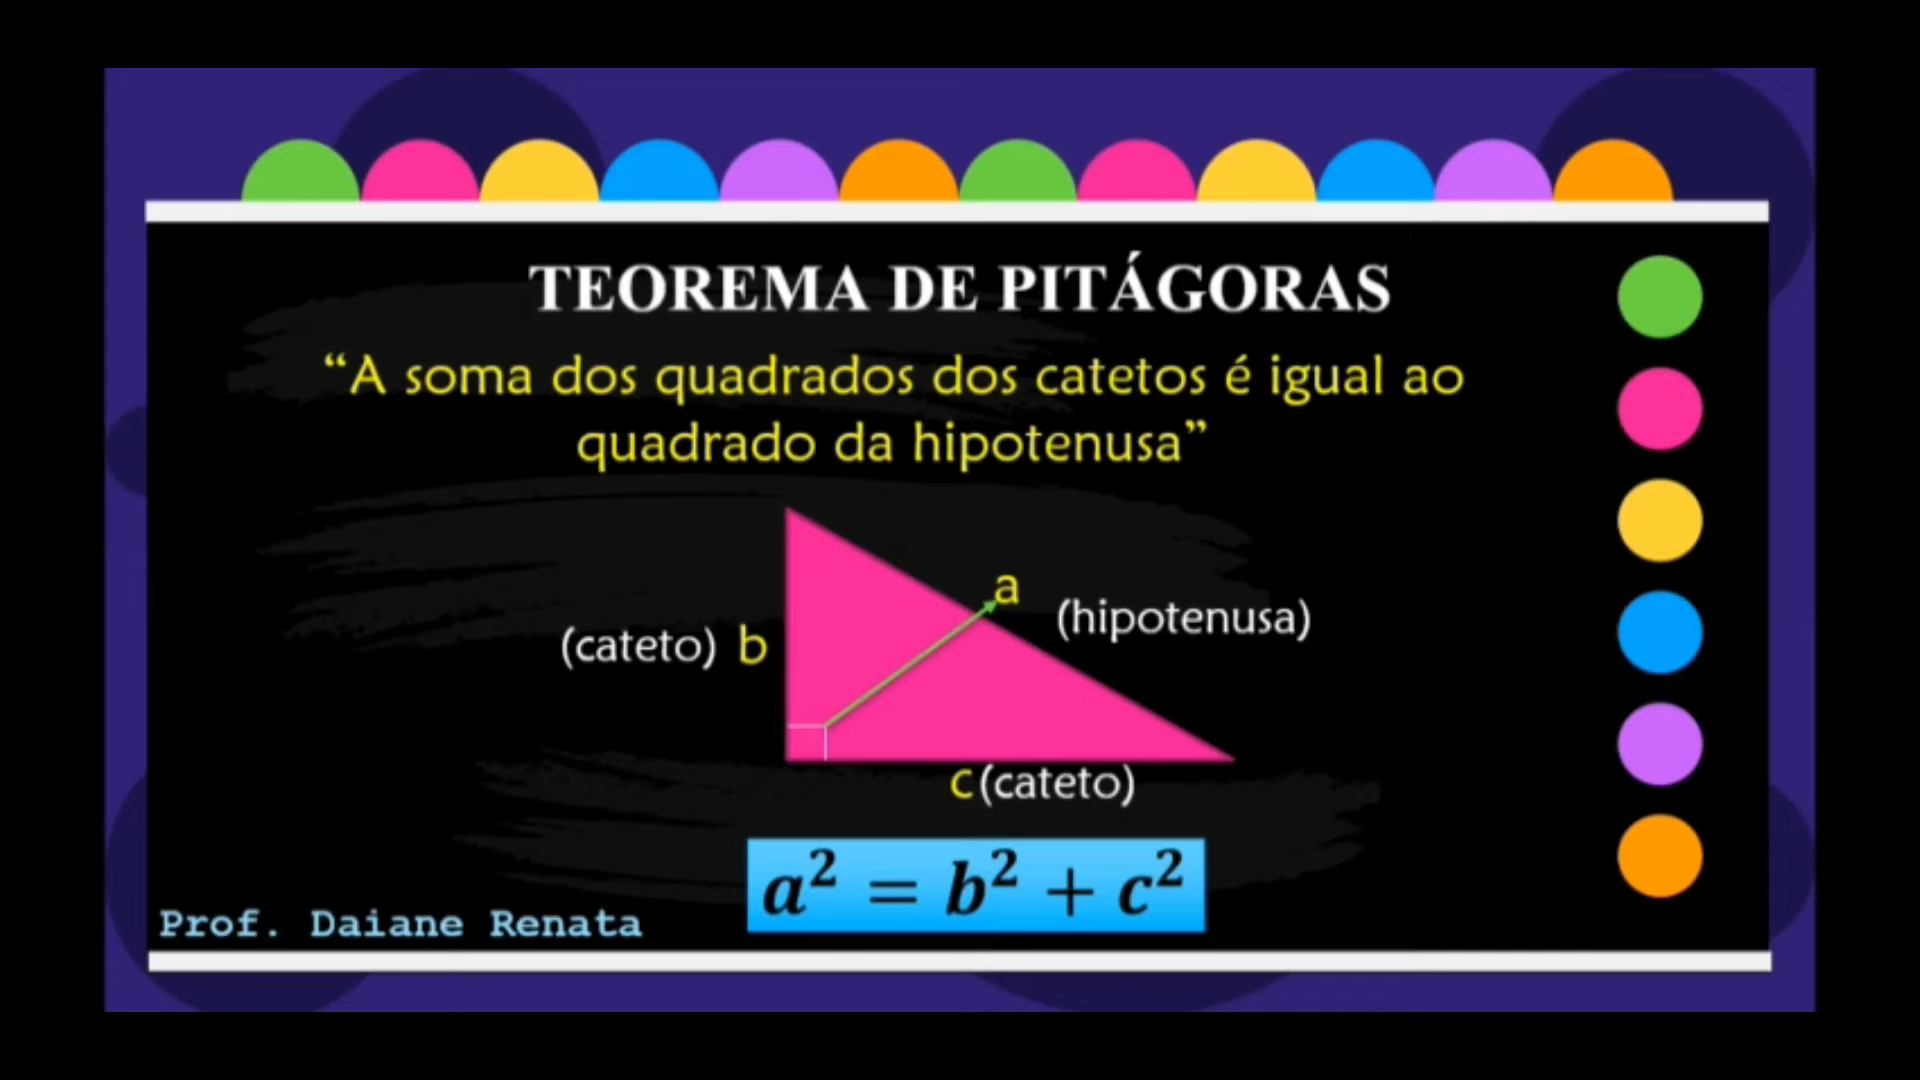 TEOREMA DE PITÁGORAS
“A soma dos quadrados dos catetos é igual ao
quadrado da hipotenusa”
a
(hipotenusa)
(cateto) b
c (cateto)
a² = b² + c²
Prof. Daiane Renata